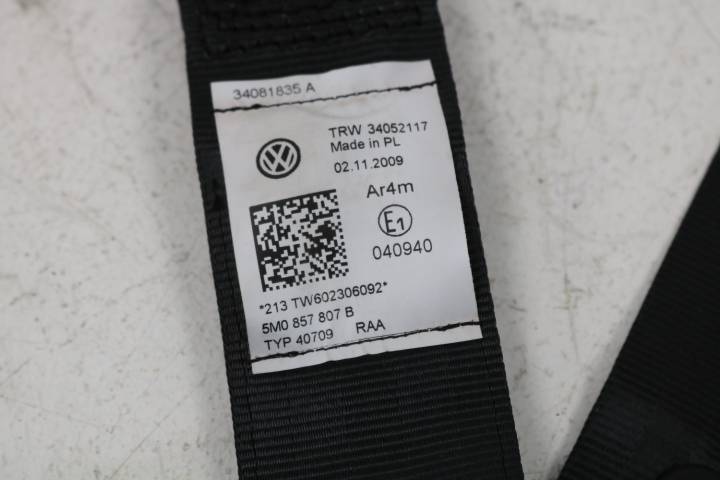 34081835 A
TRW 34052117
Made in PL
02.11.2009
Ar4m
E1
040940
*213 TW602306092*
5M0 857 807 B
TYP 40709 RAA